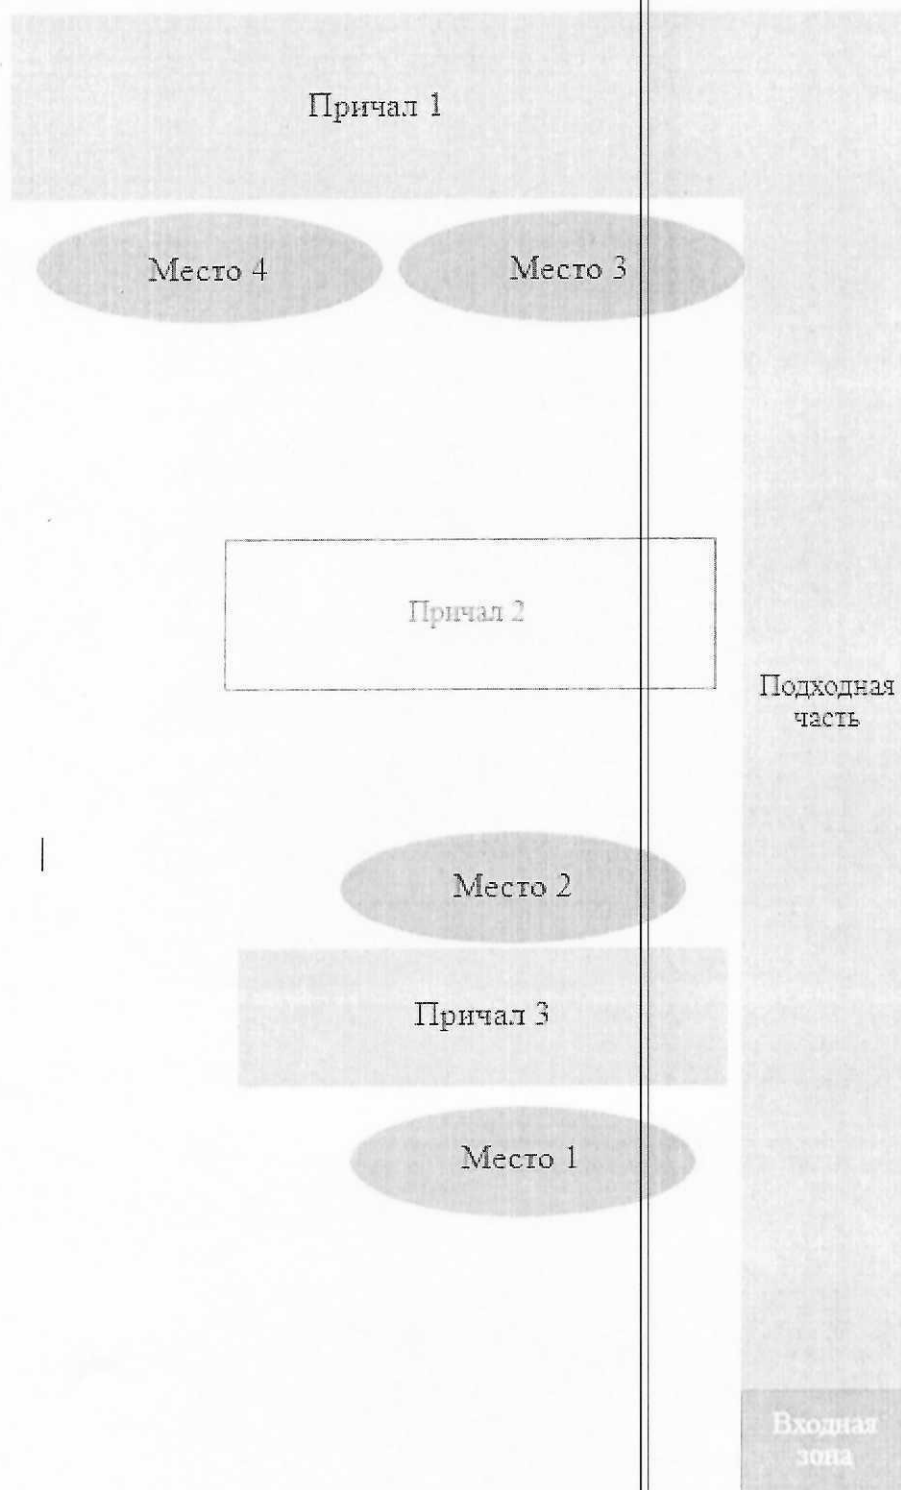 Причал 1
Место 4
Место 3
Причал 2
Подходная
часть
Место 2
Причал 3
Место 1
Входная
зона